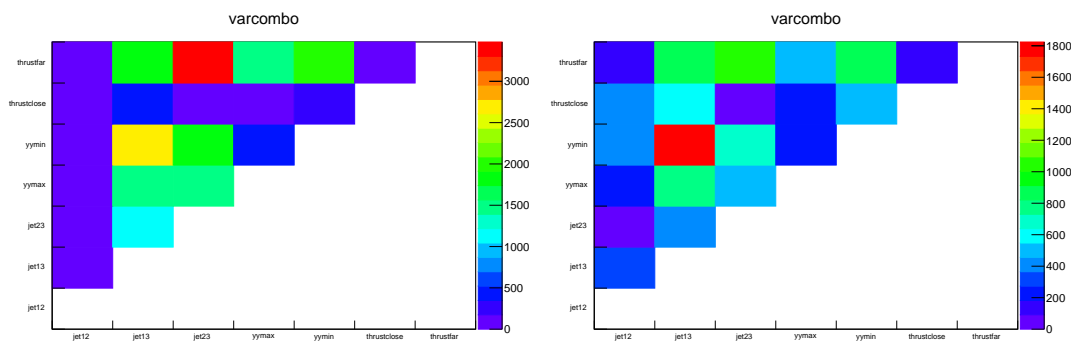 varcombo
thrustfar
thrustclose
yymin
yymax
jet23
jet13
jet12
jet12 jet13 jet23 yymax yymin thrustclose thrustfar
3000
2500
2000
1500
1000
500
0
varcombo
thrustfar
thrustclose
yymin
yymax
jet23
jet13
jet12
jet12 jet13 jet23 yymax yymin thrustclose thrustfar
1800
1600
1400
1200
1000
800
600
400
200
0